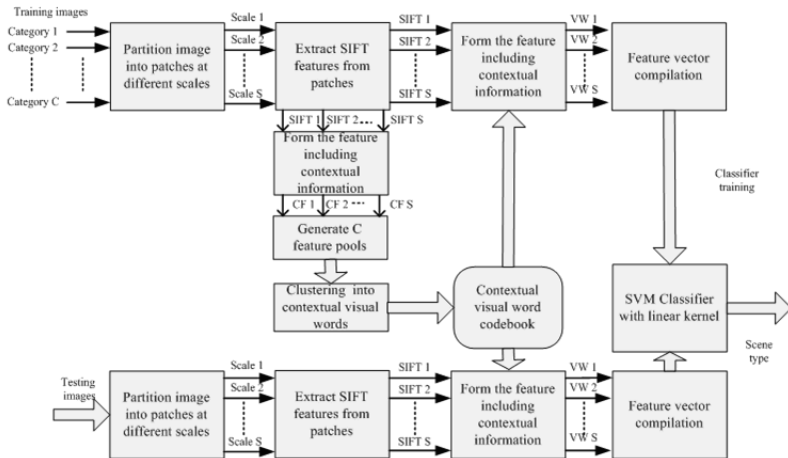 Training images
Category 1
Category 2
Category C
Partition image
into patches at
different scales
Scale 1
Scale 2
Scale S
Extract SIFT
features from
patches
SIFT 1
SIFT 2
SIFT S
Form the feature
including
contextual
information
VW 1
VW 2
VW S
Feature vector
compilation
SIFT 1
SIFT 2
SIFT S
Form the feature
including
contextual
information
CF 1
CF 2
CF S
Generate C
feature pools
Clustering into
contextual visual
words
Contextual
visual word
codebook
Classifier
training
SVM Classifier
with linear kernel
Scene
type
Testing
images
Partition image
into patches at
different scales
Scale 1
Scale 2
Scale S
Extract SIFT
features from
patches
SIFT 1
SIFT 2
SIFT S
Form the feature
including
contextual
information
VW 1
VW 2
VW S
Feature vector
compilation